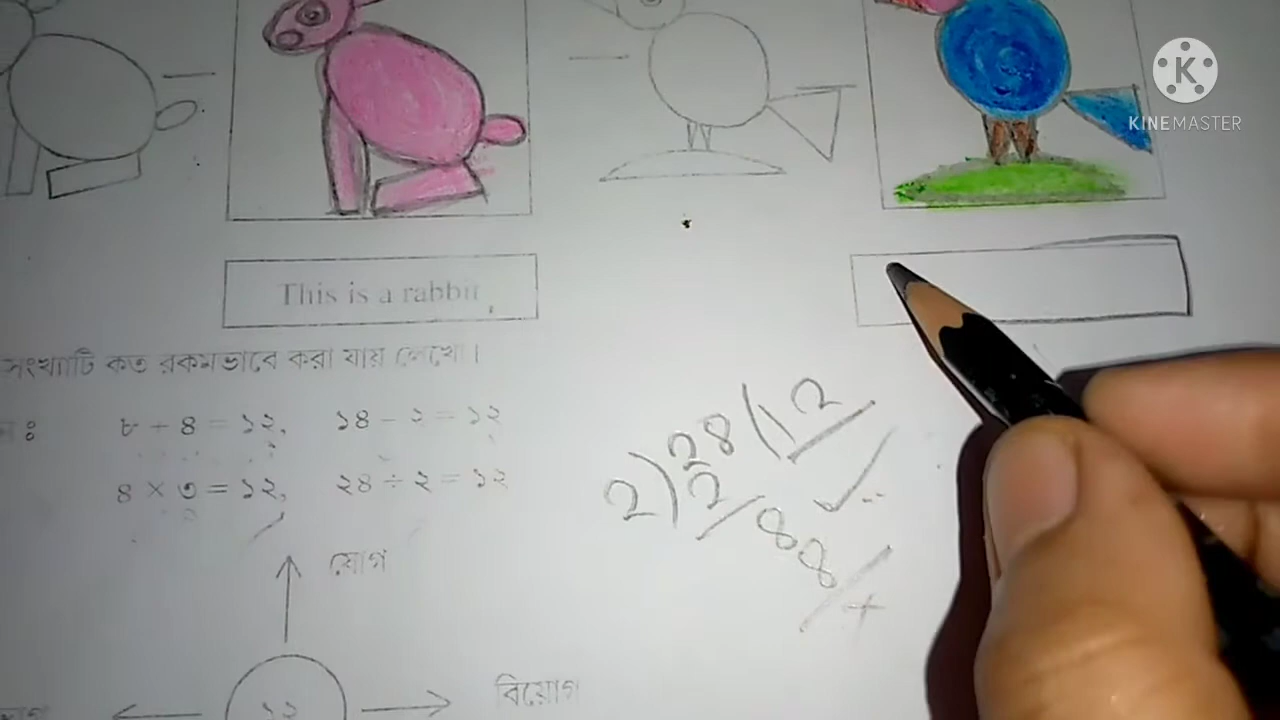 K
KINEMASTER
This is a rabbit.
সংখ্যাটি কত রকমভাবে করা যায় লেখো।
৮ + ৪ = ১২, ১৪ - ২ = ১২
৪ × ৩ = ১২, ২৪ ÷ ২ = ১২
২) ২৪ (১২
২
৪
৪
×
যোগ
১২
বিয়োগ